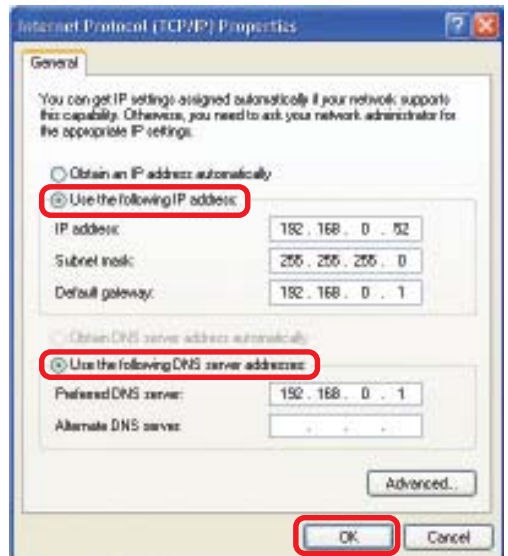 Internet Protocol (TCP/IP) Properties
General
You can get IP settings assigned automatically if your network supports
this capability. Otherwise, you need to ask your network administrator for
the appropriate IP settings.
Obtain an IP address automatically
Use the following IP address:
IP address: 192 . 168 . 0 . 52
Subnet mask: 255 . 255 . 255 . 0
Default gateway: 192 . 168 . 0 . 1
Obtain DNS server address automatically
Use the following DNS server addresses:
Preferred DNS server: 192 . 168 . 0 . 1
Alternate DNS server: . . .
Advanced...
OK Cancel